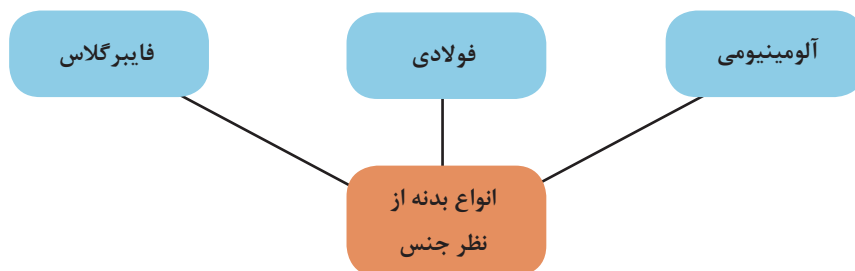 آلومینیومی
فولادی
فایبرگلاس
انواع بدنه از
نظر جنس